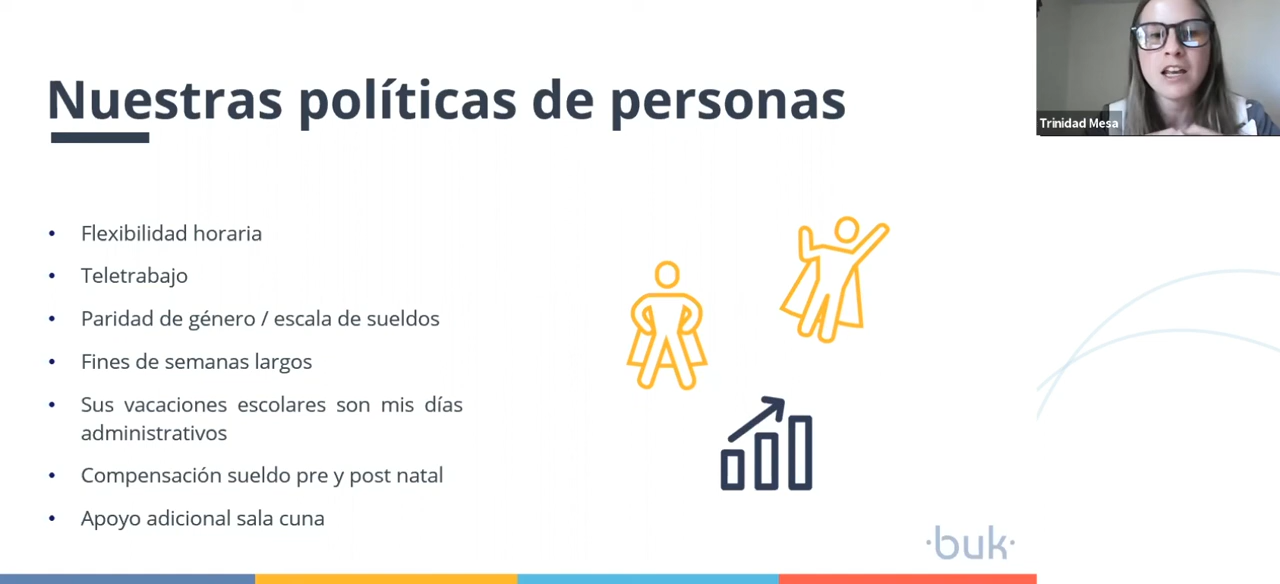 Nuestras políticas de personas
Trinidad Mesa
• Flexibilidad horaria
• Teletrabajo
• Paridad de género / escala de sueldos
• Fines de semanas largos
• Sus vacaciones escolares son mis días
administrativos
• Compensación sueldo pre y post natal
• Apoyo adicional sala cuna
·buk·